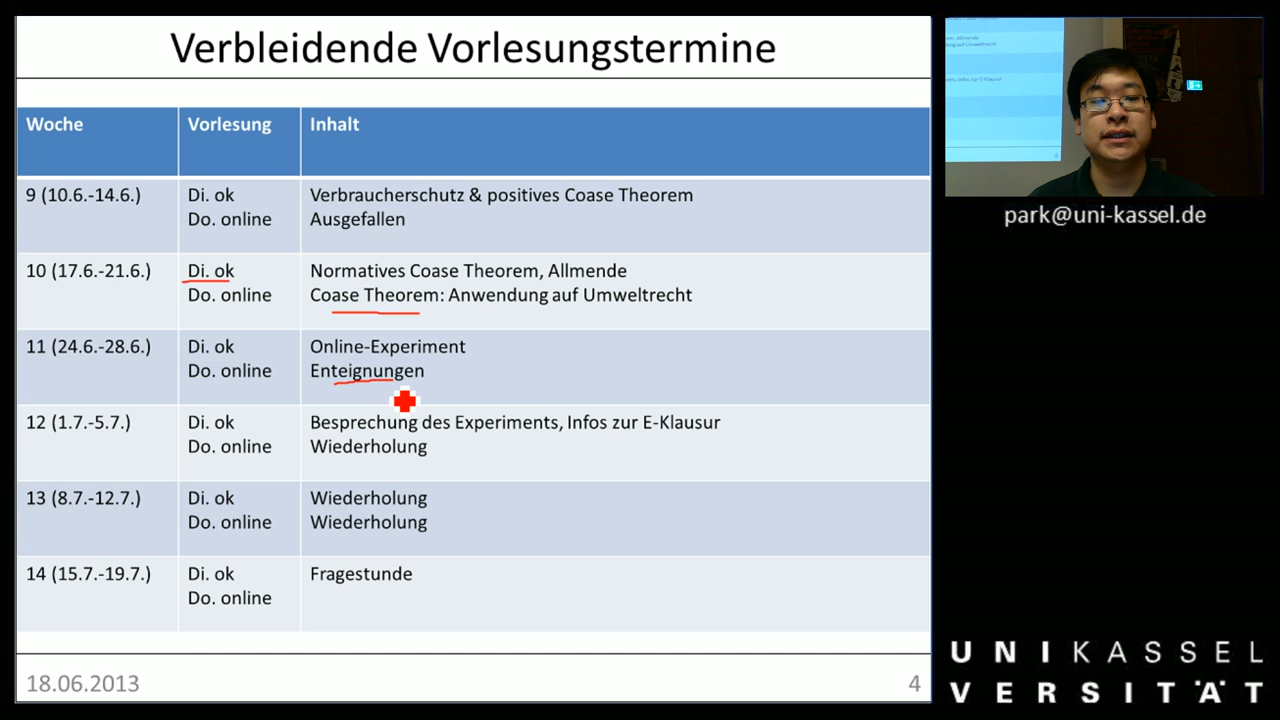 Verbleidende Vorlesungstermine
Woche Vorlesung Inhalt
9 (10.6.-14.6.) Di. ok Verbraucherschutz & positives Coase Theorem
Do. online Ausgefallen
10 (17.6.-21.6.) Di. ok Normatives Coase Theorem, Allmende
Do. online Coase Theorem: Anwendung auf Umweltrecht
11 (24.6.-28.6.) Di. ok Online-Experiment
Do. online Enteignungen
12 (1.7.-5.7.) Di. ok Besprechung des Experiments, Infos zur E-Klausur
Do. online Wiederholung
13 (8.7.-12.7.) Di. ok Wiederholung
Do. online Wiederholung
14 (15.7.-19.7.) Di. ok Fragestunde
Do. online
18.06.2013 4
park@uni-kassel.de
UNIKASSEL
VERSITÄT